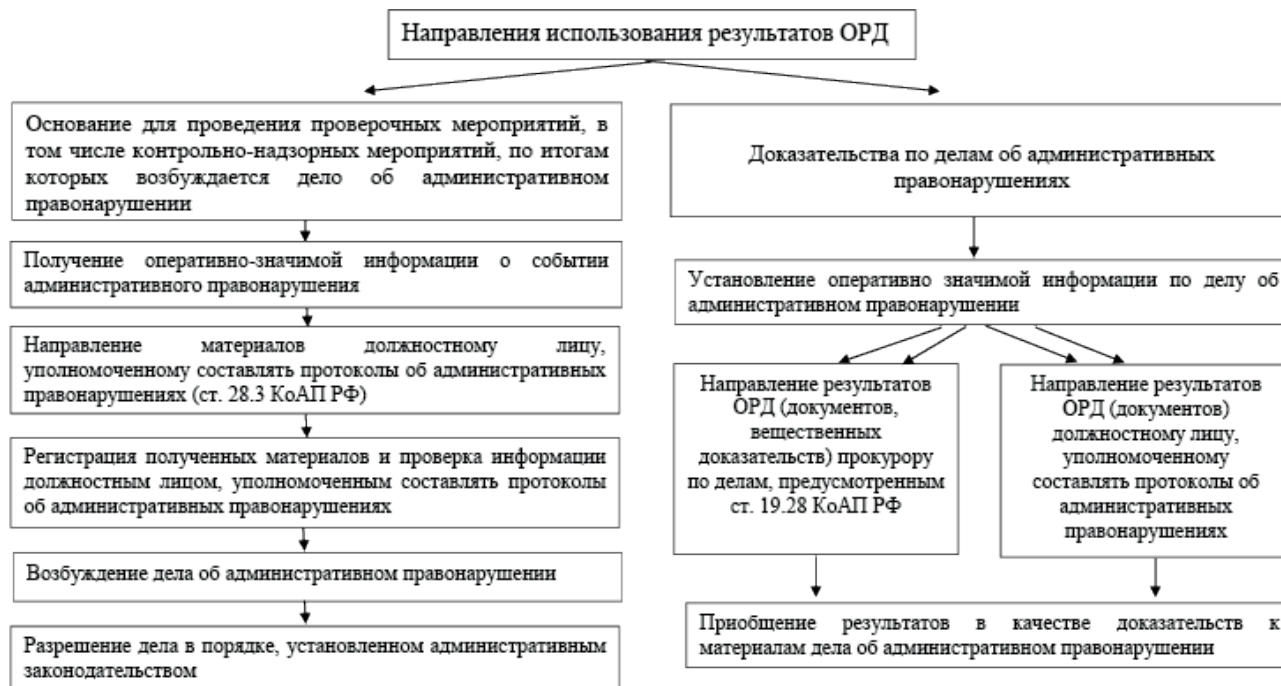 Направления использования результатов ОРД
Основание для проведения проверочных мероприятий, в
том числе контрольно-надзорных мероприятий, по итогам
которых возбуждается дело об административном
правонарушении
Получение оперативно-значимой информации о событии
административного правонарушения
Направление материалов должностному лицу,
уполномоченному составлять протоколы об административных
правонарушениях (ст. 28.3 КоАП РФ)
Регистрация полученных материалов и проверка информации
должностным лицом, уполномоченным составлять протоколы
об административных правонарушениях
Возбуждение дела об административном правонарушении
Разрешение дела в порядке, установленном административным
законодательством
Доказательства по делам об административных
правонарушениях
Установление оперативно значимой информации по делу об
административном правонарушении
Направление результатов
ОРД (документов,
вещественных
доказательств) прокурору
по делам, предусмотренным
ст. 19.28 КоАП РФ
Направление результатов
ОРД (документов)
должностному лицу,
уполномоченному
составлять протоколы об
административных
правонарушениях
Приобщение результатов в качестве доказательств к
материалам дела об административном правонарушении